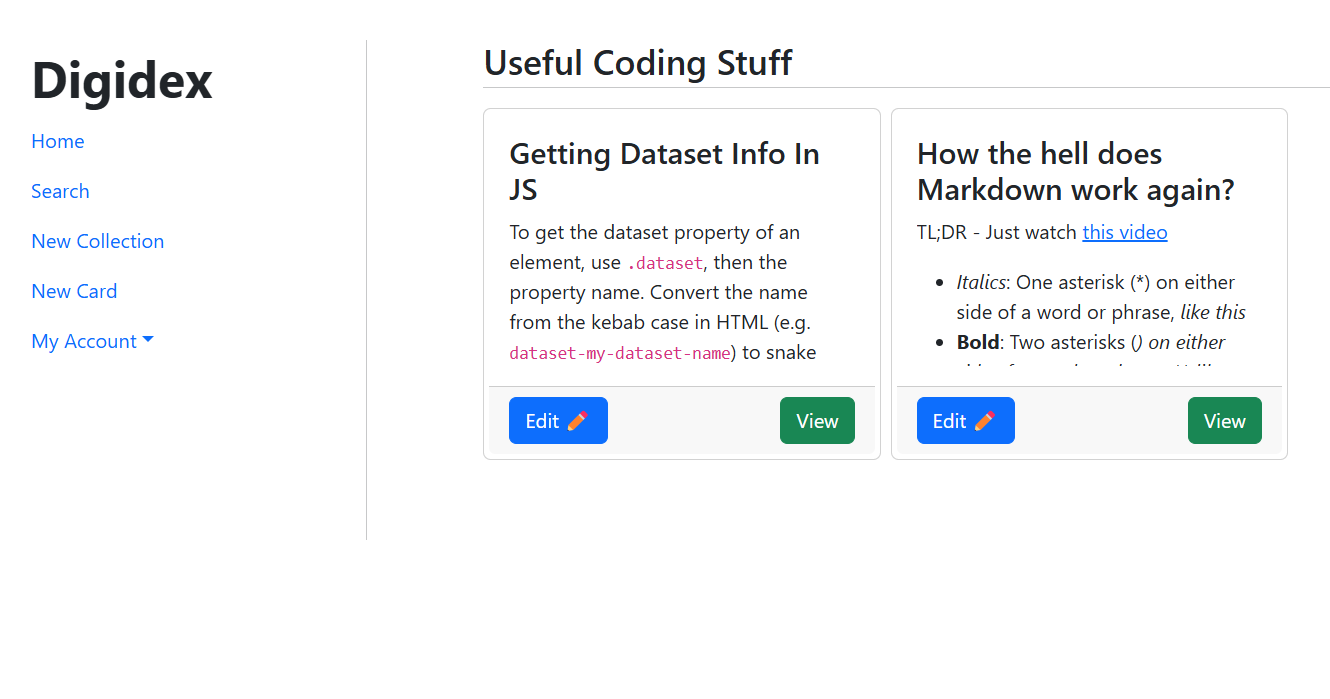 Digidex
Home
Search
New Collection
New Card
My Account
Useful Coding Stuff
Getting Dataset Info In
JS
To get the dataset property of an
element, use .dataset, then the
property name. Convert the name
from the kebab case in HTML (e.g.
dataset-my-dataset-name) to snake
Edit
View
How the hell does
Markdown work again?
TL;DR - Just watch this video
Italics: One asterisk (*) on either
side of a word or phrase, like this
Bold: Two asterisks () on either
Edit
View